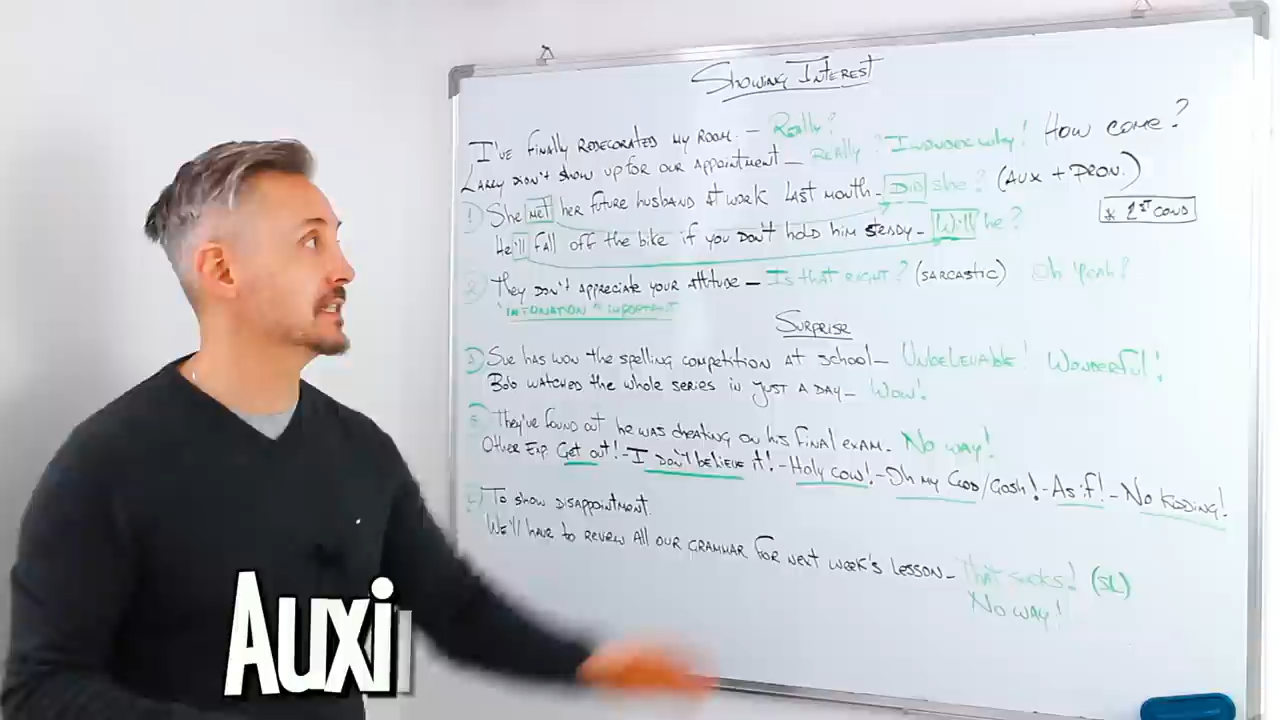 Showing Interest
I've finally redecorated my room. - Really?
Larry didn't show up for our appointment - Really? I wonder why! How come?
1) She met her future husband at work last month - Did she? (Aux + Pron.)
He'll fall off the bike if you don't hold him steady - Will he?
* 1st cond
2) They don't appreciate your attitude - Is that right? (sarcastic) Oh yeah?
"Intonation" important
Surprise
Sue has won the spelling competition at school - Unbelievable! Wonderful!
Bob watched the whole series in just a day - Wow!
They've found out he was cheating on his final exam. No way!
Other Exp. Get out! - I don't believe it! - Holy cow! - Oh my God/Gosh! - As if! - No kidding!
To show disappointment.
We'll have to review all our grammar for next week's lesson - That sucks! (SL)
No way!
Auxi